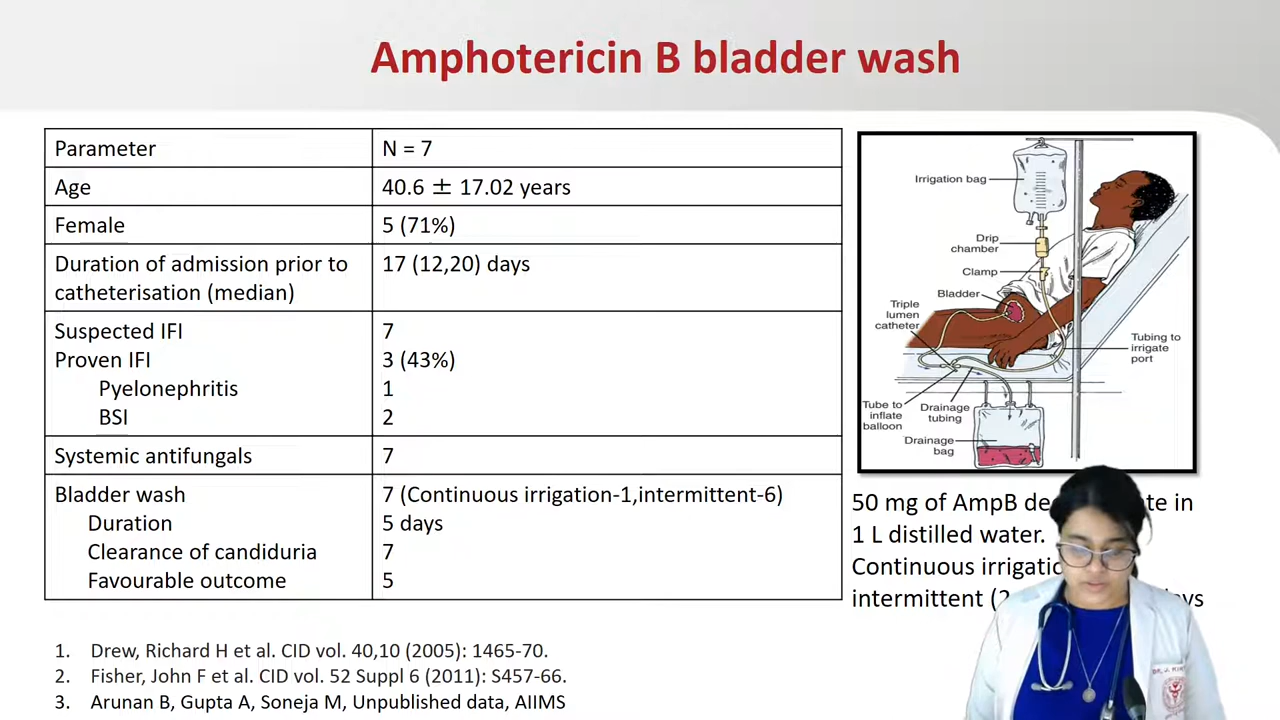 Amphotericin B bladder wash
Parameter
N = 7
Age
40.6 ± 17.02 years
Female
5 (71%)
Duration of admission prior to
catheterisation (median)
17 (12,20) days
Suspected IFI
7
Proven IFI
3 (43%)
Pyelonephritis
1
BSI
2
Systemic antifungals
7
Bladder wash
7 (Continuous irrigation-1,intermittent-6)
Duration
5 days
Clearance of candiduria
7
Favourable outcome
5
Irrigation bag
Drip
chamber
Clamp
Bladder
Triple
lumen
catheter
Tubing to
irrigate
port
Tube to
inflate
balloon
Drainage
tubing
Drainage
bag
50 mg of AmpB in
1 L distilled water.
Continuous
intermittent
1. Drew, Richard H et al. CID vol. 40,10 (2005): 1465-70.
2. Fisher, John F et al. CID vol. 52 Suppl 6 (2011): S457-66.
3. Arunan B, Gupta A, Soneja M, Unpublished data, AIIMS